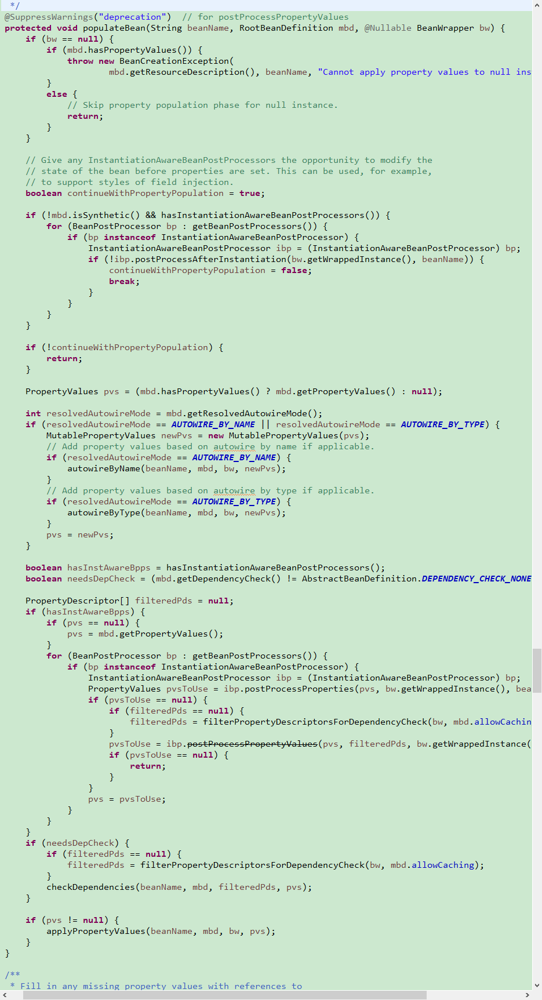 */
@SuppressWarnings("deprecation")  // for postProcessPropertyValues
protected void populateBean(String beanName, RootBeanDefinition mbd, @Nullable BeanWrapper bw) {
    if (bw == null) {
        if (mbd.hasPropertyValues()) {
            throw new BeanCreationException(
                    mbd.getResourceDescription(), beanName, "Cannot apply property values to null ins
        }
        else {
            // Skip property population phase for null instance.
            return;
        }
    }

    // Give any InstantiationAwareBeanPostProcessors the opportunity to modify the
    // state of the bean before properties are set. This can be used, for example,
    // to support styles of field injection.
    boolean continueWithPropertyPopulation = true;

    if (!mbd.isSynthetic() && hasInstantiationAwareBeanPostProcessors()) {
        for (BeanPostProcessor bp : getBeanPostProcessors()) {
            if (bp instanceof InstantiationAwareBeanPostProcessor) {
                InstantiationAwareBeanPostProcessor ibp = (InstantiationAwareBeanPostProcessor) bp;
                if (!ibp.postProcessAfterInstantiation(bw.getWrappedInstance(), beanName)) {
                    continueWithPropertyPopulation = false;
                    break;
                }
            }
        }
    }

    if (!continueWithPropertyPopulation) {
        return;
    }

    PropertyValues pvs = (mbd.hasPropertyValues() ? mbd.getPropertyValues() : null);

    int resolvedAutowireMode = mbd.getResolvedAutowireMode();
    if (resolvedAutowireMode == AUTOWIRE_BY_NAME || resolvedAutowireMode == AUTOWIRE_BY_TYPE) {
        MutablePropertyValues newPvs = new MutablePropertyValues(pvs);
        // Add property values based on autowire by name if applicable.
        if (resolvedAutowireMode == AUTOWIRE_BY_NAME) {
            autowireByName(beanName, mbd, bw, newPvs);
        }
        // Add property values based on autowire by type if applicable.
        if (resolvedAutowireMode == AUTOWIRE_BY_TYPE) {
            autowireByType(beanName, mbd, bw, newPvs);
        }
        pvs = newPvs;
    }

    boolean hasInstAwareBpps = hasInstantiationAwareBeanPostProcessors();
    boolean needsDepCheck = (mbd.getDependencyCheck() != AbstractBeanDefinition.DEPENDENCY_CHECK_NONE

    PropertyDescriptor[] filteredPds = null;
    if (hasInstAwareBpps) {
        if (pvs == null) {
            pvs = mbd.getPropertyValues();
        }
        for (BeanPostProcessor bp : getBeanPostProcessors()) {
            if (bp instanceof InstantiationAwareBeanPostProcessor) {
                InstantiationAwareBeanPostProcessor ibp = (InstantiationAwareBeanPostProcessor) bp;
                PropertyValues pvsToUse = ibp.postProcessProperties(pvs, bw.getWrappedInstance(), bea
                if (pvsToUse == null) {
                    if (filteredPds == null) {
                        filteredPds = filterPropertyDescriptorsForDependencyCheck(bw, mbd.allowCachin
                    }
                    pvsToUse = ibp.postProcessPropertyValues(pvs, filteredPds, bw.getWrappedInstance(
                    if (pvsToUse == null) {
                        return;
                    }
                }
                pvs = pvsToUse;
            }
        }
    }
    if (needsDepCheck) {
        if (filteredPds == null) {
            filteredPds = filterPropertyDescriptorsForDependencyCheck(bw, mbd.allowCaching);
        }
        checkDependencies(beanName, mbd, filteredPds, pvs);
    }

    if (pvs != null) {
        applyPropertyValues(beanName, mbd, bw, pvs);
    }
}

/**
 * Fill in any missing property values with references to